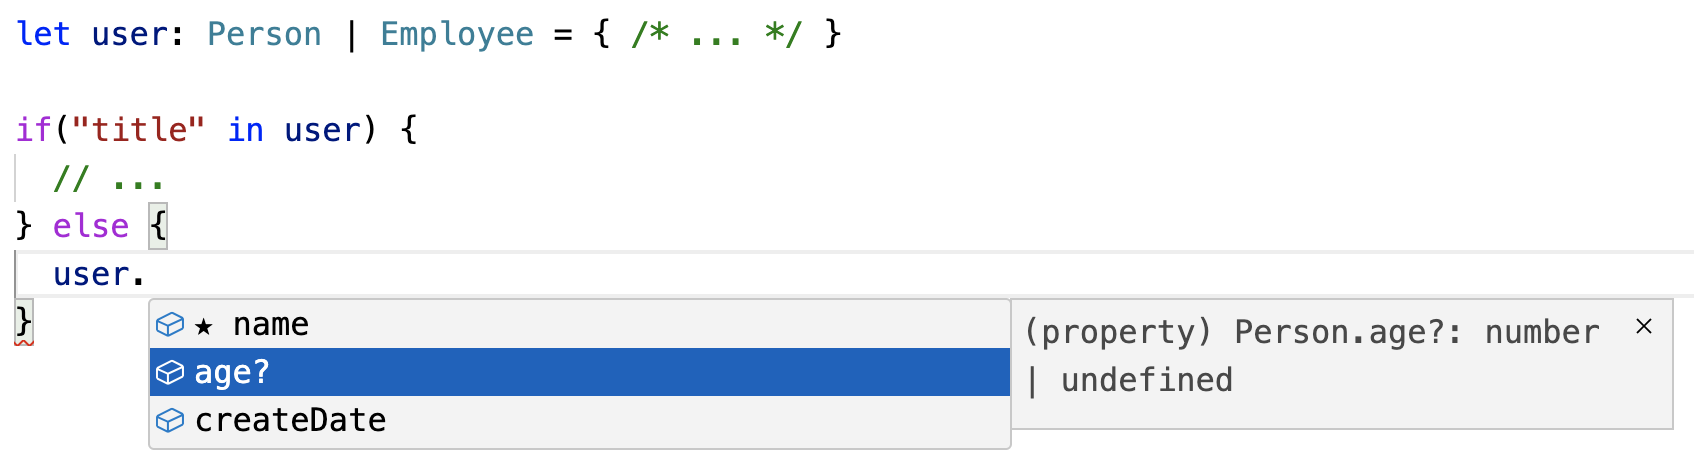 let user: Person | Employee = { /* ... */ }
if("title" in user) {
// ...
} else {
user.
}
★ name
age?
createDate
(property) Person.age?: number
| undefined